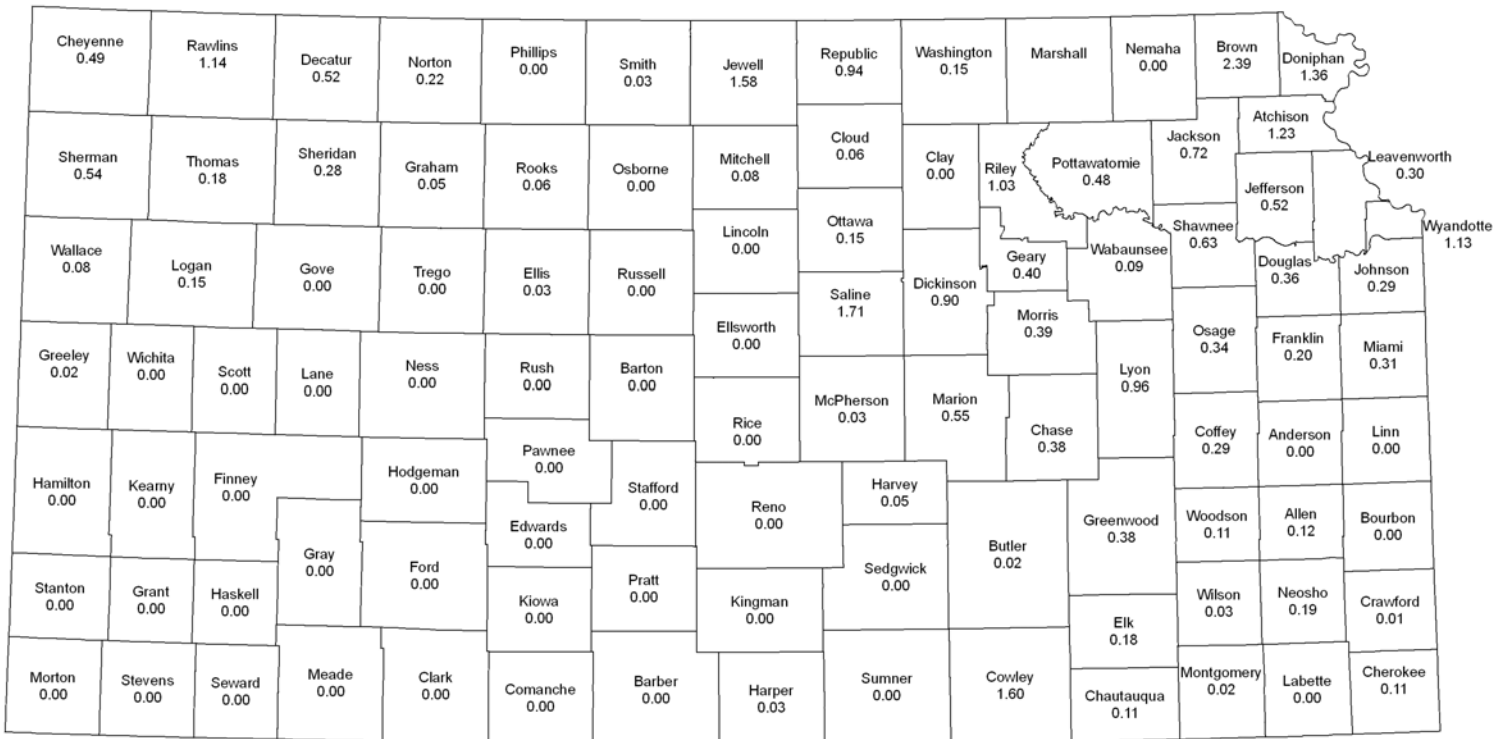 Cheyenne
0.49
Rawlins
1.14
Decatur
0.52
Norton
0.22
Phillips
0.00
Smith
0.03
Jewell
1.58
Republic
0.94
Washington
0.15
Marshall
Nemaha
0.00
Brown
2.39
Doniphan
1.36
Sherman
0.54
Thomas
0.18
Sheridan
0.28
Graham
0.05
Rooks
0.06
Osborne
0.00
Mitchell
0.08
Cloud
0.06
Clay
0.00
Riley
1.03
Pottawatomie
0.48
Jackson
0.72
Atchison
1.23
Jefferson
0.52
Leavenworth
0.30
Wyandotte
1.13
Wallace
0.08
Logan
0.15
Gove
0.00
Trego
0.00
Ellis
0.03
Russell
0.00
Lincoln
0.00
Ottawa
0.15
Saline
1.71
Dickinson
0.90
Geary
0.40
Wabaunsee
0.09
Shawnee
0.63
Douglas
0.36
Johnson
0.29
Greeley
0.02
Wichita
0.00
Scott
0.00
Lane
0.00
Ness
0.00
Rush
0.00
Barton
0.00
Ellsworth
0.00
Rice
0.00
McPherson
0.03
Marion
0.55
Morris
0.39
Chase
0.38
Lyon
0.96
Osage
0.34
Franklin
0.20
Miami
0.31
Hamilton
0.00
Kearny
0.00
Finney
0.00
Hodgeman
0.00
Pawnee
0.00
Stafford
0.00
Edwards
0.00
Reno
0.00
Harvey
0.05
Coffey
0.29
Anderson
0.00
Linn
0.00
Gray
0.00
Ford
0.00
Kiowa
0.00
Pratt
0.00
Kingman
0.00
Sedgwick
0.00
Butler
0.02
Greenwood
0.38
Woodson
0.11
Allen
0.12
Bourbon
0.00
Stanton
0.00
Grant
0.00
Haskell
0.00
Elk
0.18
Wilson
0.03
Neosho
0.19
Crawford
0.01
Morton
0.00
Stevens
0.00
Seward
0.00
Meade
0.00
Clark
0.00
Comanche
0.00
Barber
0.00
Harper
0.03
Sumner
0.00
Cowley
1.60
Chautauqua
0.11
Montgomery
0.02
Labette
0.00
Cherokee
0.11